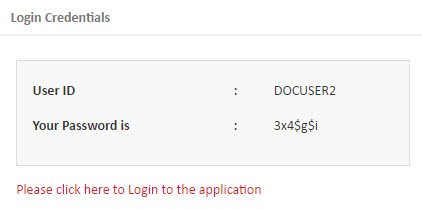 Login Credentials
User ID : DOCUSER2
Your Password is : 3x4$g$i
Please click here to Login to the application